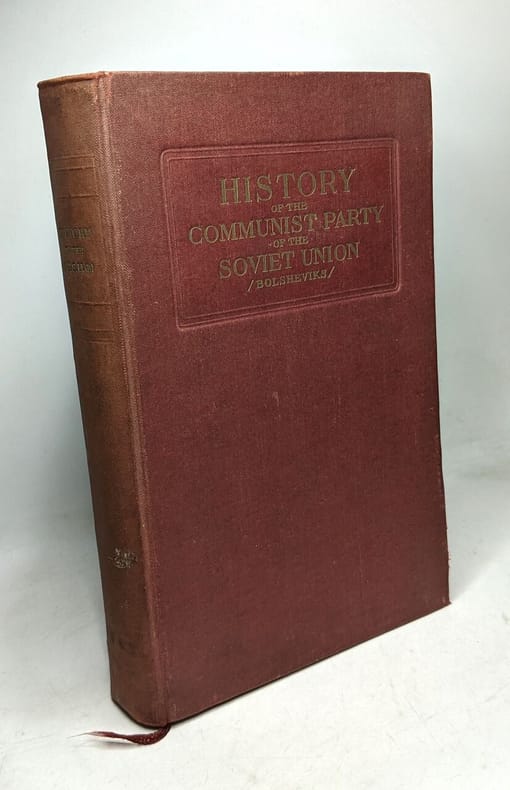 HISTORY
OF THE
COMMUNIST PARTY
·OF THE·
SOVIET UNION
/BOLSHEVIKS/